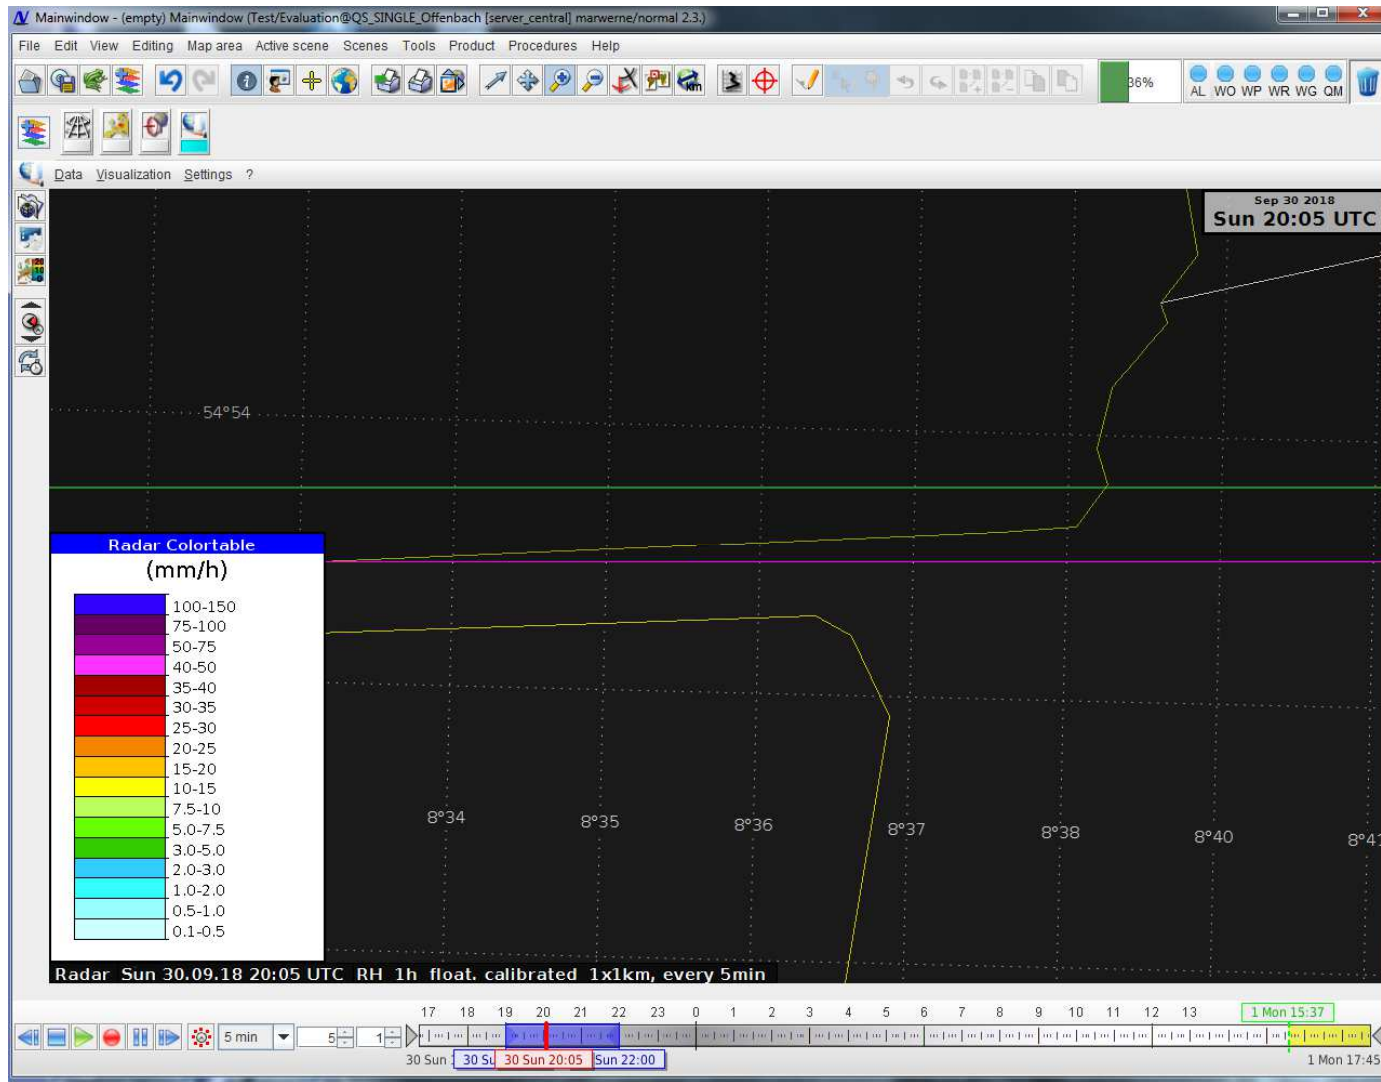 Mainwindow - (empty) Mainwindow (Test/Evaluation@QS_SINGLE_Offenbach [server_central] marwerne/normal 2.3.)
File Edit View Editing Map area Active scene Scenes Tools Product Procedures Help
km
36%
AL WO WP WR WG QM
Data Visualization Settings ?
Sep 30 2018
Sun 20:05 UTC
54°54
Radar Colortable
(mm/h)
100-150
75-100
50-75
40-50
35-40
30-35
25-30
20-25
15-20
10-15
7.5-10
5.0-7.5
3.0-5.0
2.0-3.0
1.0-2.0
0.5-1.0
0.1-0.5
8°34 8°35 8°36 8°37 8°38 8°40 8°41
Radar Sun 30.09.18 20:05 UTC RH 1h float. calibrated 1x1km, every 5min
17 18 19 20 21 22 23 0 1 2 3 4 5 6 7 8 9 10 11 12 13 1 Mon 15:37
5 min 5 1
30 Sun 30 Su 30 Sun 20:05 Sun 22:00 1 Mon 17:45